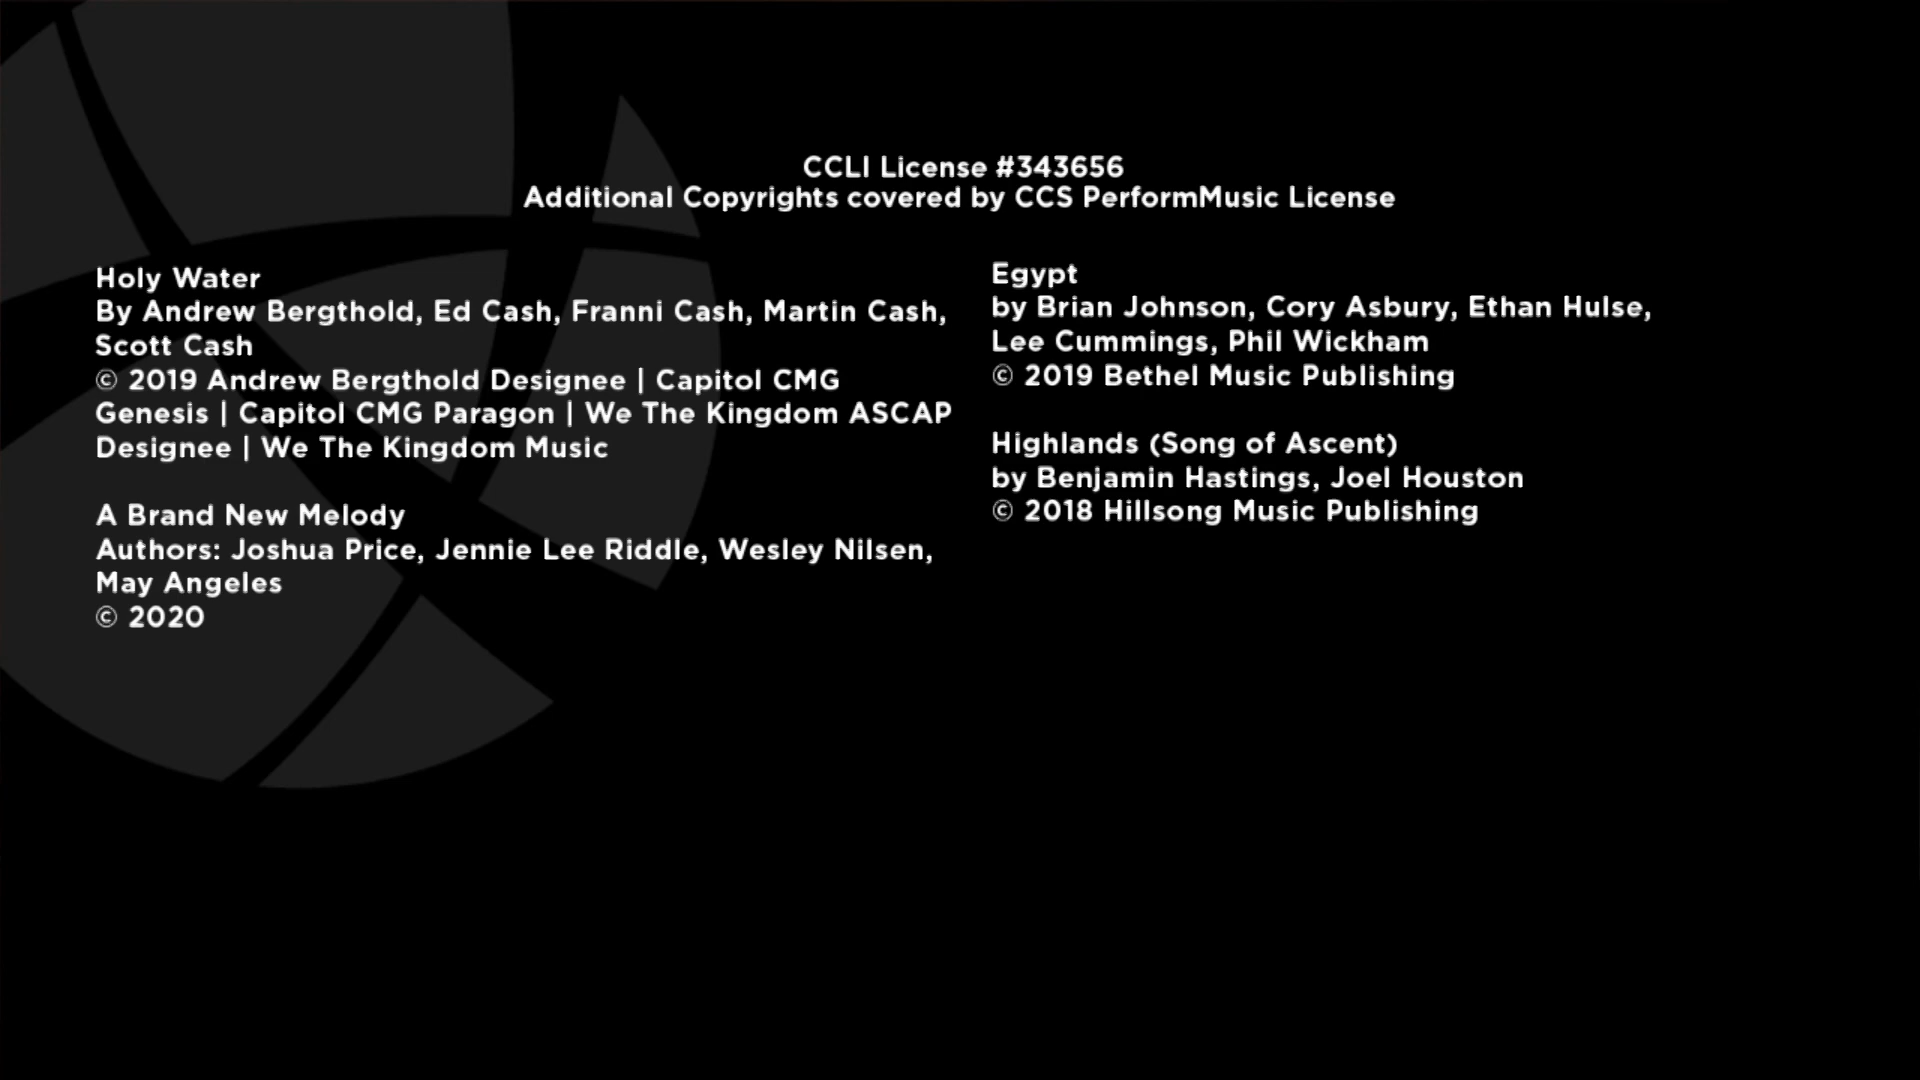 CCLI License #343656
Additional Copyrights covered by CCS PerformMusic License
Holy Water
By Andrew Bergthold, Ed Cash, Franni Cash, Martin Cash,
Scott Cash
© 2019 Andrew Bergthold Designee | Capitol CMG
Genesis | Capitol CMG Paragon | We The Kingdom ASCAP
Designee | We The Kingdom Music
A Brand New Melody
Authors: Joshua Price, Jennie Lee Riddle, Wesley Nilsen,
May Angeles
© 2020
Egypt
by Brian Johnson, Cory Asbury, Ethan Hulse,
Lee Cummings, Phil Wickham
© 2019 Bethel Music Publishing
Highlands (Song of Ascent)
by Benjamin Hastings, Joel Houston
© 2018 Hillsong Music Publishing